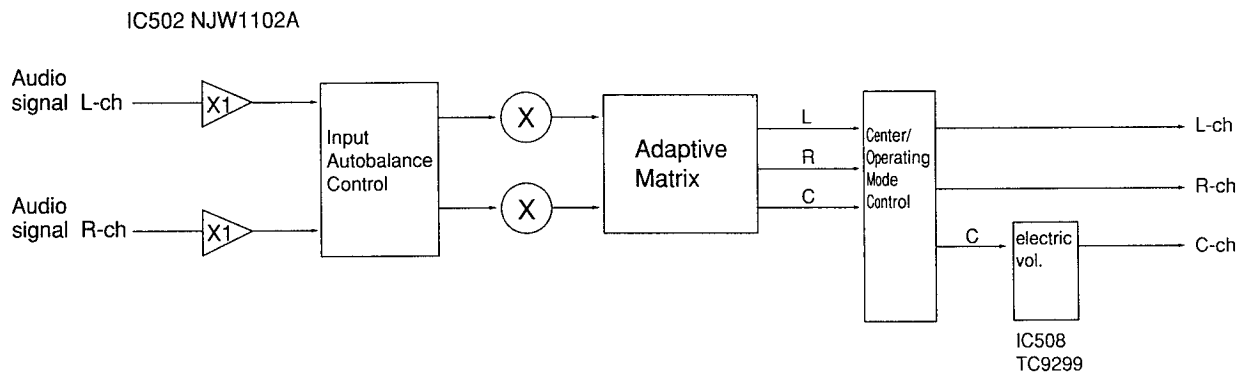 IC502 NJW1102A
Audio
signal L-ch
X1
Input
Autobalance
Control
X
Adaptive
Matrix
L
R
C
Center/
Operating
Mode
Control
L-ch
R-ch
Audio
signal R-ch
X1
X
C
electric
vol.
C-ch
IC508
TC9299